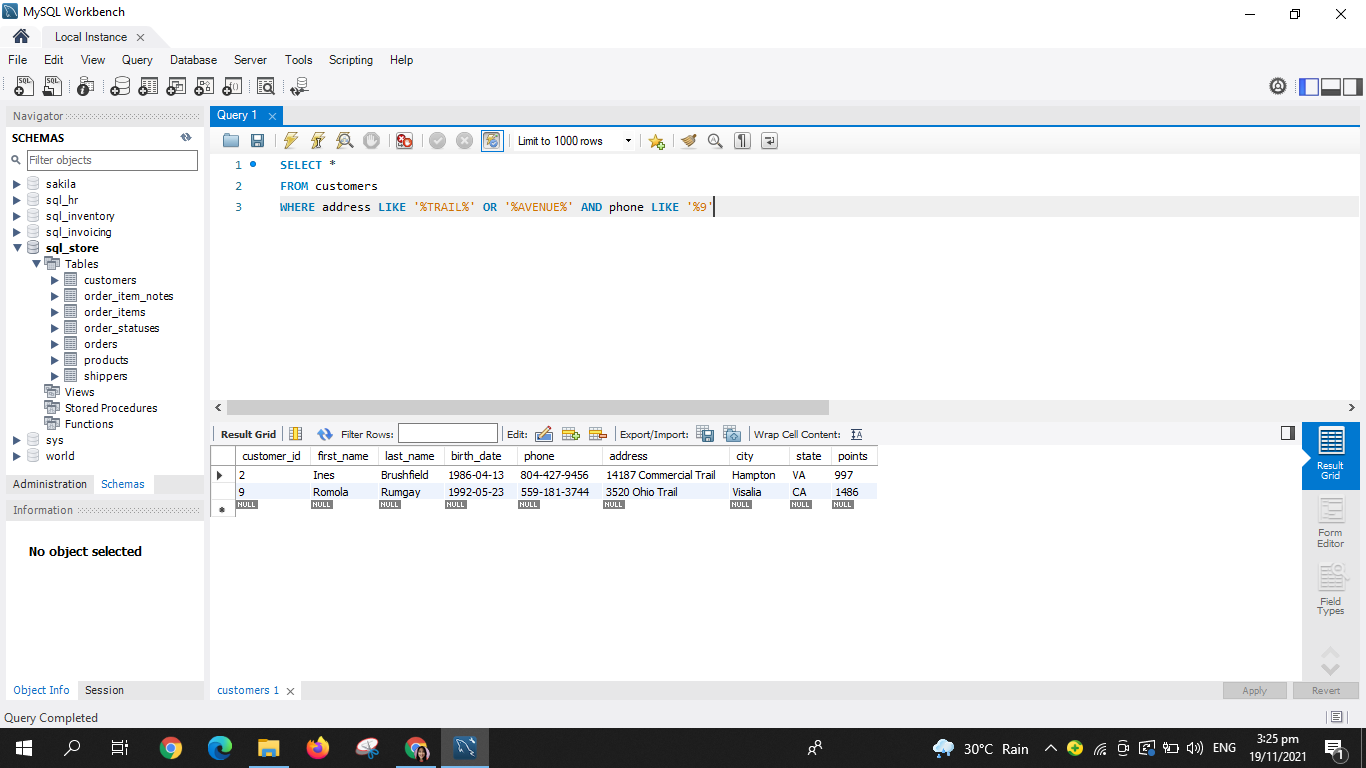 MySQL Workbench
Local Instance
File Edit View Query Database Server Tools Scripting Help
Navigator
SCHEMAS
Filter objects
sakila
sql_hr
sql_inventory
sql_invoicing
sql_store
Tables
customers
order_item_notes
order_items
order_statuses
orders
products
shippers
Views
Stored Procedures
Functions
sys
world
Administration Schemas
Information
No object selected
Object Info Session
Query 1
Limit to 1000 rows
1 SELECT *
2 FROM customers
3 WHERE address LIKE '%TRAIL%' OR '%AVENUE%' AND phone LIKE '%9'
Result Grid Filter Rows: Edit: Export/Import: Wrap Cell Content:
customer_id first_name last_name birth_date phone address city state points
2 Ines Brushfield 1986-04-13 804-427-9456 14187 Commercial Trail Hampton VA 997
9 Romola Rumgay 1992-05-23 559-181-3744 3520 Ohio Trail Visalia CA 1486
NULL NULL NULL NULL NULL NULL NULL NULL NULL
Result
Grid
Form
Editor
Field
Types
customers 1
Apply Revert
Query Completed
30°C Rain
ENG
3:25 pm
19/11/2021
1